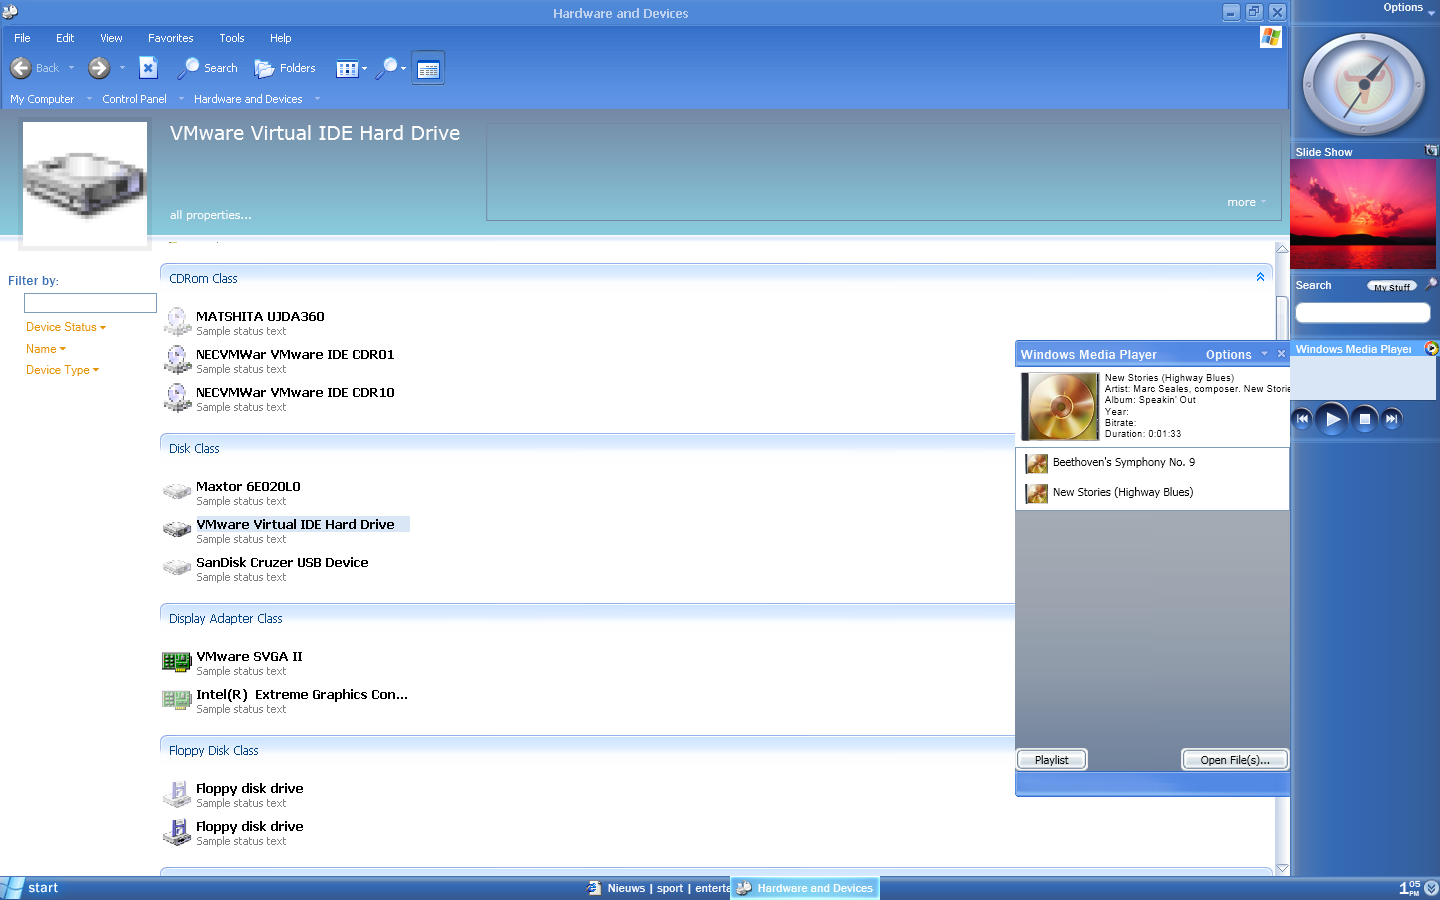 Hardware and Devices
Options
File Edit View Favorites Tools Help
Back Search Folders
My Computer Control Panel Hardware and Devices
VMware Virtual IDE Hard Drive
all properties...
more
Slide Show
Search My Stuff
Filter by:
Device Status
Name
Device Type
CDRom Class
MATSHITA UJDA360
Sample status text
NECVMWar VMware IDE CDR01
Sample status text
NECVMWar VMware IDE CDR10
Sample status text
Disk Class
Maxtor 6E020L0
Sample status text
VMware Virtual IDE Hard Drive
Sample status text
SanDisk Cruzer USB Device
Sample status text
Display Adapter Class
VMware SVGA II
Sample status text
Intel(R) Extreme Graphics Con...
Sample status text
Floppy Disk Class
Floppy disk drive
Sample status text
Floppy disk drive
Sample status text
Windows Media Player Options
New Stories (Highway Blues)
Artist: Marc Seales, composer. New Storie
Album: Speakin' Out
Year:
Bitrate:
Duration: 0:01:33
Beethoven's Symphony No. 9
New Stories (Highway Blues)
Playlist Open File(s)...
Windows Media Player
start
Nieuws | sport | enterta
Hardware and Devices
1 05 PM